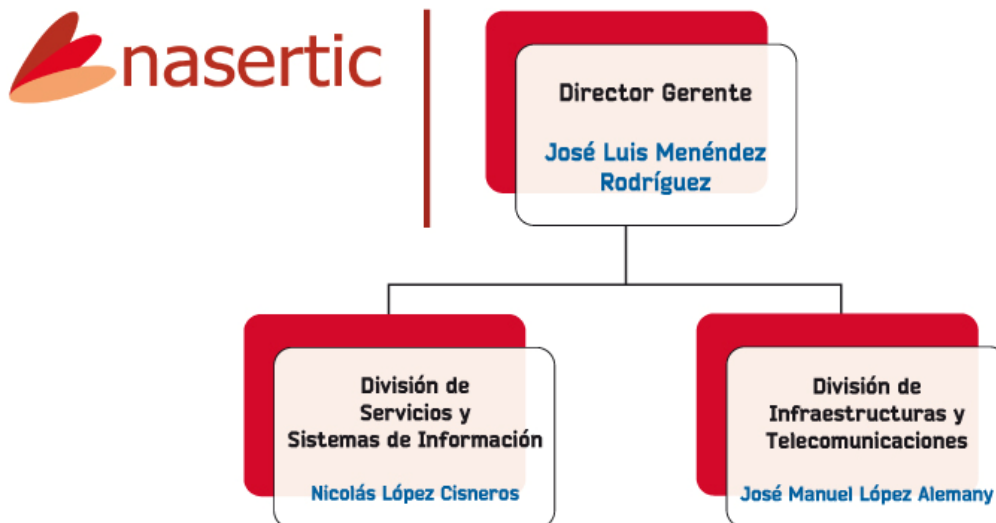 nasertic
Director Gerente
José Luis Menéndez
Rodríguez
División de
Servicios y
Sistemas de Información
Nicolás López Cisneros
División de
Infraestructuras y
Telecomunicaciones
José Manuel López Alemany